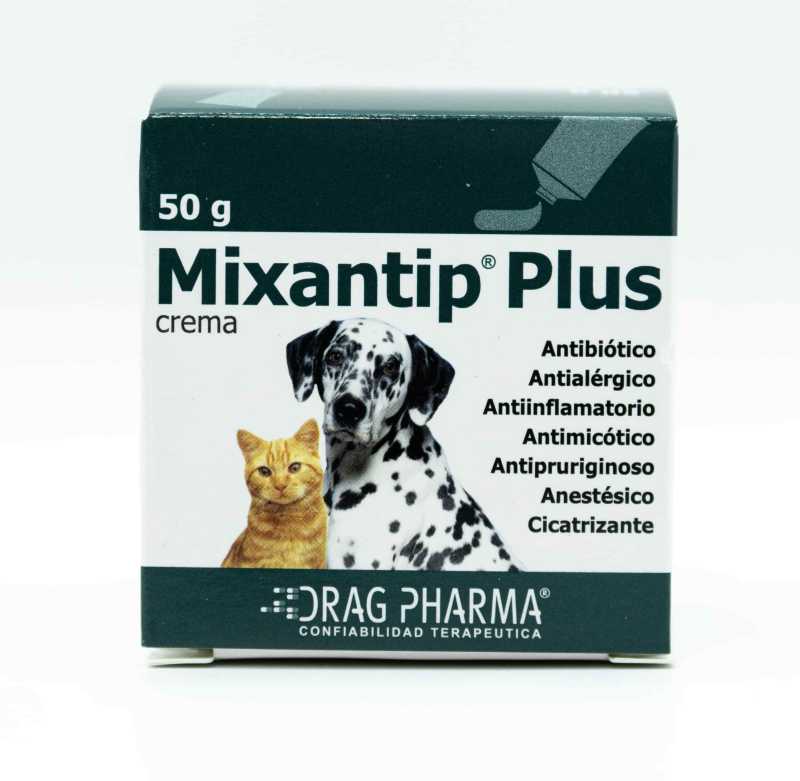 50 g
Mixantip® Plus
crema
Antibiótico
Antialérgico
Antiinflamatorio
Antimicótico
Antipruriginoso
Anestésico
Cicatrizante
DRAG PHARMA®
CONFIABILIDAD TERAPEUTICA